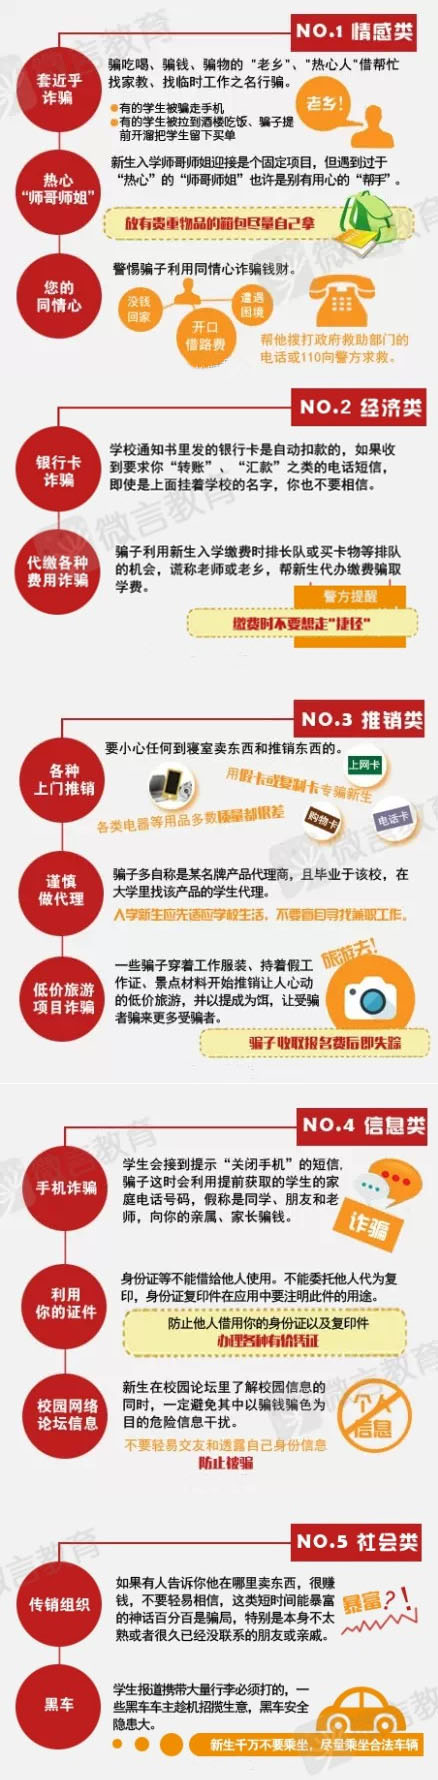 微言教育
NO.1 情感类
套近乎
诈骗
骗吃喝、骗钱、骗物的 "老乡"、"热心人"借帮忙
找家教、找临时工作之名行骗。
有的学生被骗走手机
有的学生被拉到酒楼吃饭、骗子提
前开溜把学生留下买单
老乡!
热心
“师哥师姐”
新生入学师哥师姐迎接是个固定项目，但遇到过于
“热心”的“师哥师姐”也许是别有用心的“帮手”。
放有贵重物品的箱包尽量自己拿
您的
同情心
警惕骗子利用同情心诈骗钱财。
没钱
回家
开口
借路费
遭遇
困境
帮他拨打政府救助部门的
电话或110向警方求救。
NO.2 经济类
银行卡
诈骗
学校通知书里发的银行卡是自动扣款的，如果收
到要求你“转账”、“汇款”之类的电话短信，
即使是上面挂着学校的名字，你也不要相信。
微言教育
代缴各种
费用诈骗
骗子利用新生入学缴费时排长队或买卡物等排队
的机会，谎称老师或老乡，帮新生代办缴费骗取
学费。
警方提醒
缴费时不要想走"捷径"
NO.3 推销类
各种
上门推销
要小心任何到寝室卖东西和推销东西的。
上网卡
用假卡或复制卡专骗新生
各类电器等用品多数质量都很差
购物卡
电话卡
微言教育
谨慎
做代理
骗子多自称是某名牌产品代理商，且毕业于该校，在
大学里找该产品的学生代理。
入学新生应先适应学校生活，不要盲目寻找兼职工作。
低价旅游
项目诈骗
一些骗子穿着工作服装、持着假工
作证、景点材料开始推销让人心动
的低价旅游，并以提成为饵，让受骗
者骗来更多受骗者。
旅游去!
骗子收取报名费后即失踪
NO.4 信息类
微言教育
手机诈骗
学生会接到提示“关闭手机”的短信,
骗子这时会利用提前获取的学生的家
庭电话号码，假称是同学、朋友和老
师，向你的亲属、家长骗钱。
诈骗
利用
你的证件
身份证等不能借给他人使用。不能委托他人代为复
印，身份证复印件在应用中要注明此件的用途。
防止他人借用你的身份证以及复印件
办理各种有价凭证
微言教育
校园网络
论坛信息
新生在校园论坛里了解校园信息的
同时，一定避免其中以骗钱骗色为
目的危险信息干扰。
不要轻易交友和透露自己身份信息
防止被骗
个人
信息
NO.5 社会类
微言教育
传销组织
如果有人告诉你他在哪里卖东西，很赚
钱，不要轻易相信，这类短时间能暴富
的神话百分百是骗局，特别是本身不太
熟或者很久已经没联系的朋友或亲戚。
暴富?!
黑车
学生报道携带大量行李必须打的，一
些黑车车主趁机招揽生意，黑车安全
隐患大。
新生千万不要乘坐，尽量乘坐合法车辆